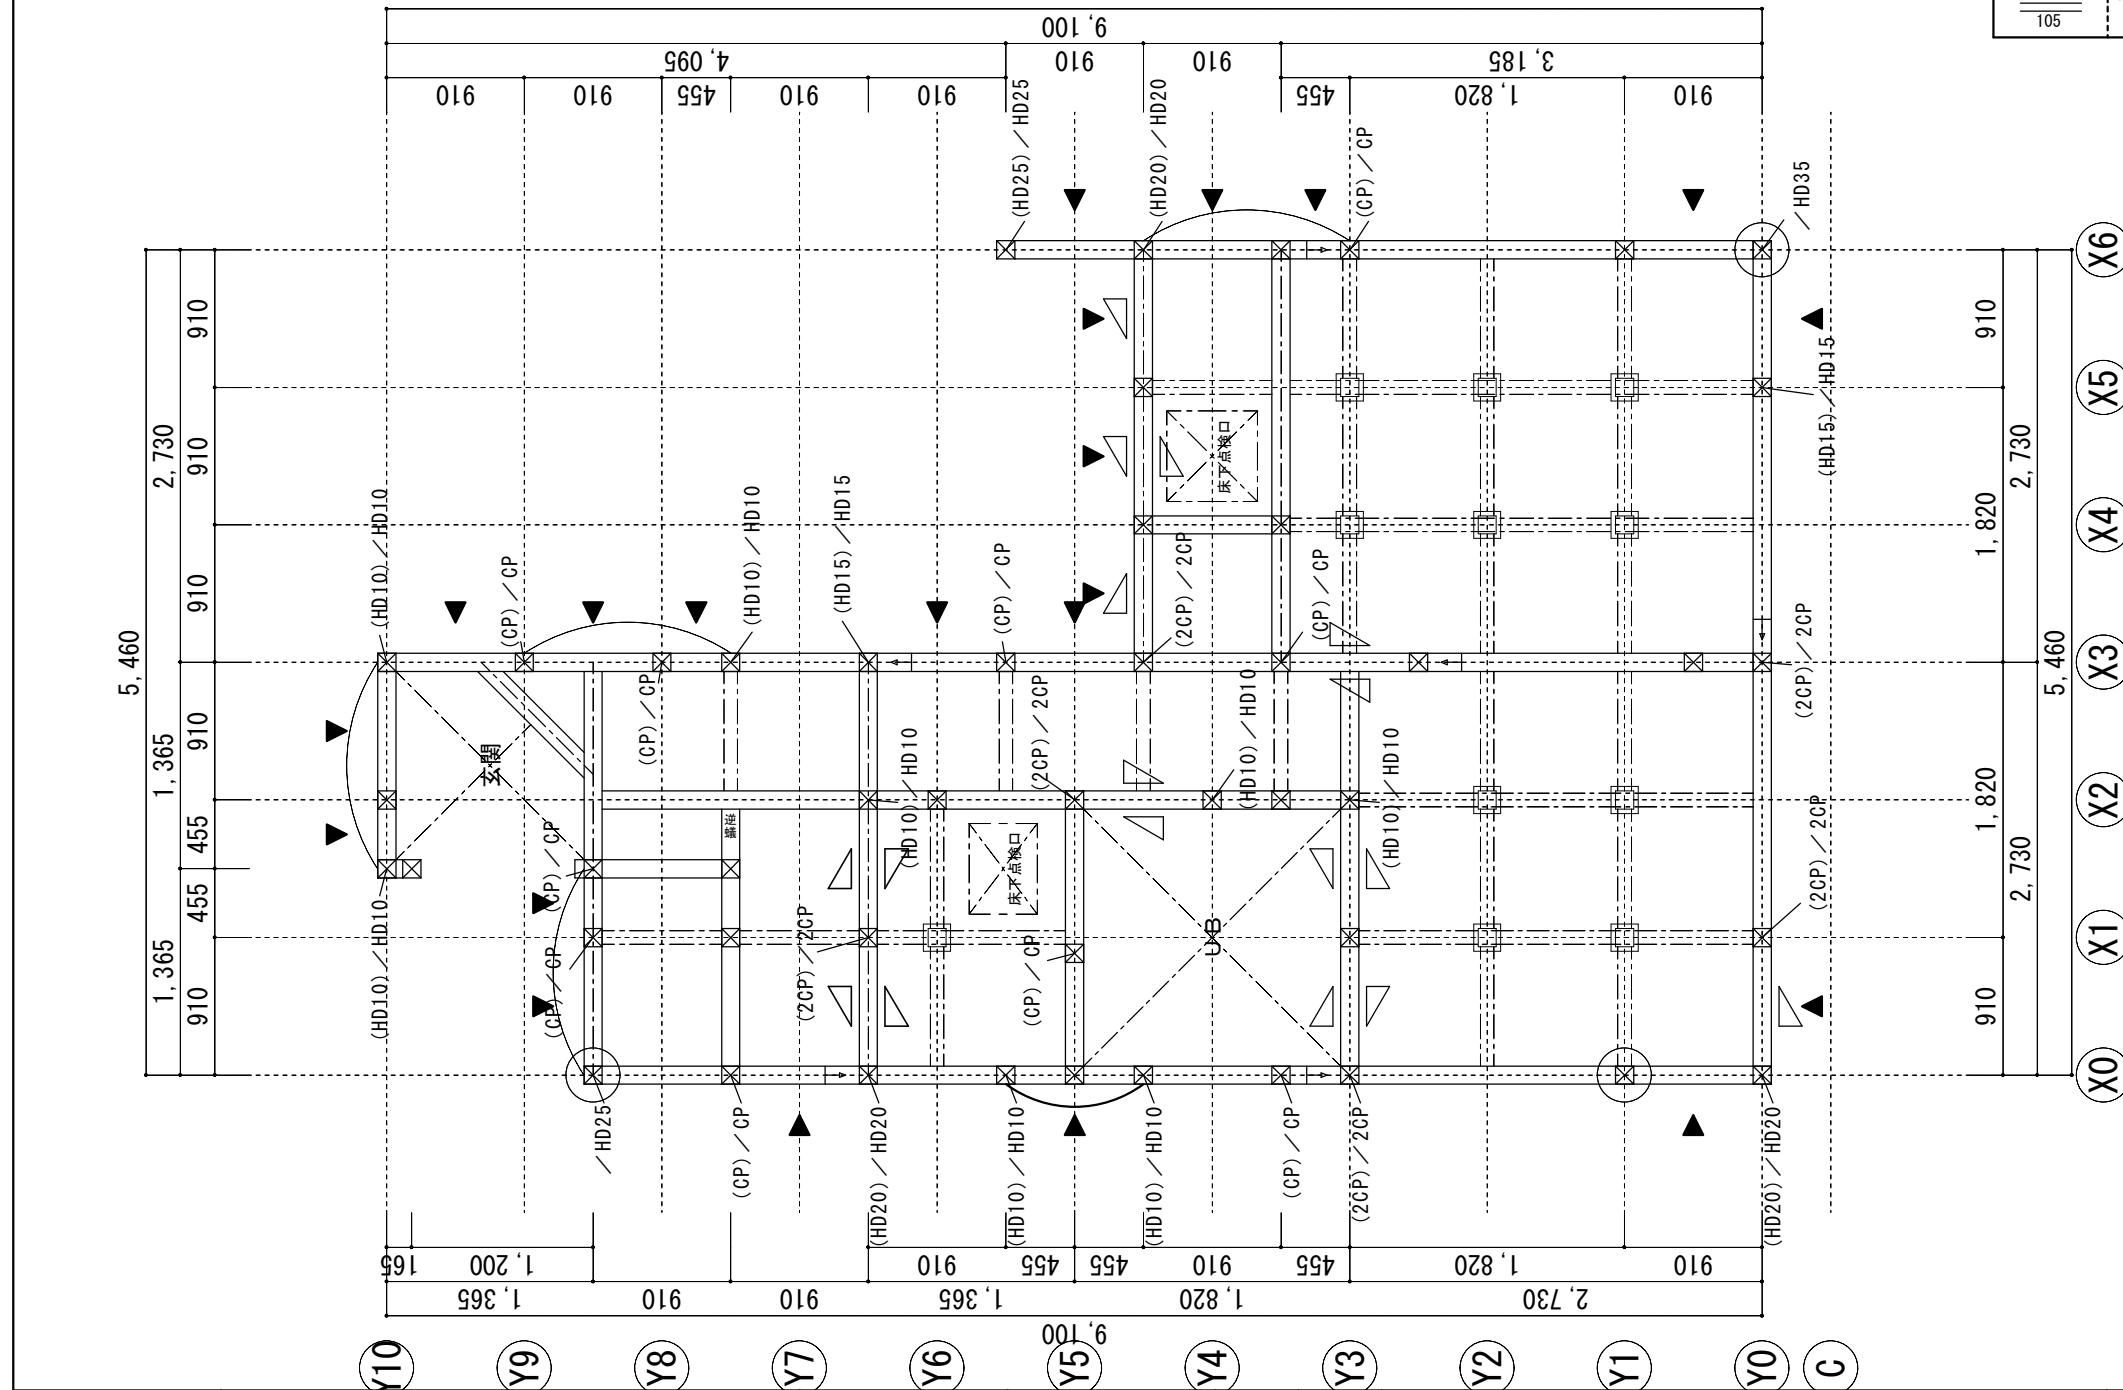 105
9,100
4,095
910
910
3,185
910
910
455
910
910
455
1,820
910
(HD25)/HD25
(HD20)/HD20
(CP)/CP
/HD35
X6
5,460
2,730
1,365
1,365
910
910
910
910
455
455
910
910
1,820
1,820
910
2,730
2,730
5,460
(HD15)/HD15
X5
床下点検口
(HD10)/HD10
(CP)/CP
(HD10)/HD10
(HD15)/HD15
(CP)/CP
(2CP)/2CP
(CP)/CP
X4
(2CP)/2CP
X3
玄関
(CP)/CP
(2CP)/2CP
(HD10)/HD10
(HD10)/HD10
(HD10)/HD10
X2
(CP)/CP
床下点検口
(HD10)/HD10
(CP)/CP
(2CP)/2CP
(CP)/CP
UB
(2CP)/2CP
X1
X0
/HD25
(CP)/CP
(HD20)/HD20
(HD10)/HD10
(HD10)/HD10
(CP)/CP
(2CP)/2CP
(HD20)/HD20
165
1,200
910
455
455
910
455
1,820
910
1,365
910
910
1,365
1,820
2,730
9,100
Y10
Y9
Y8
Y7
Y6
Y5
Y4
Y3
Y2
Y1
Y0
C